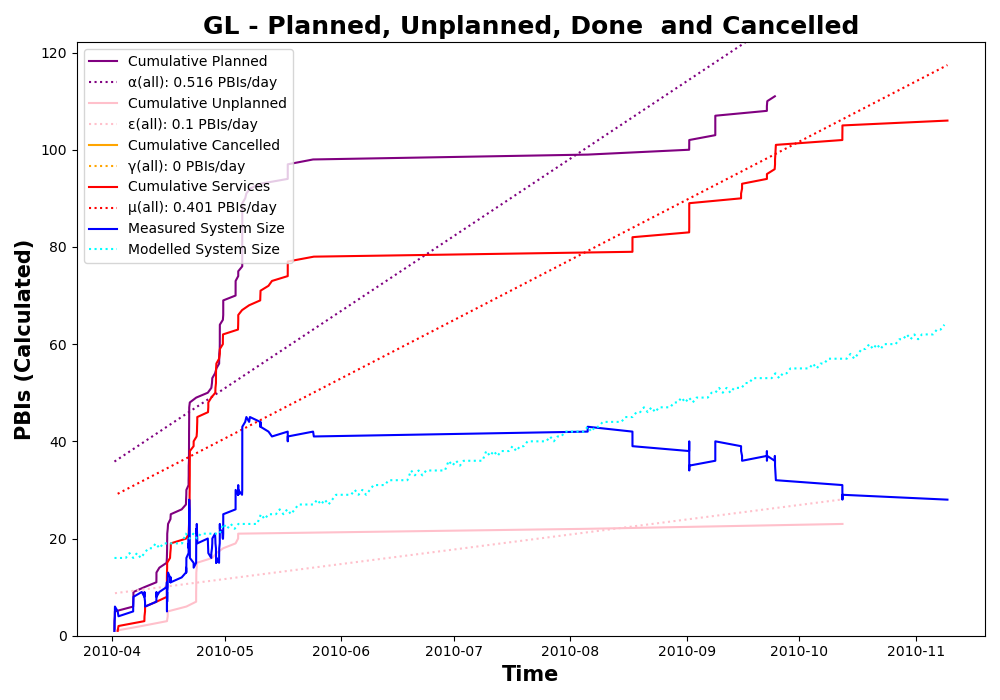 GL - Planned, Unplanned, Done  and Cancelled
120
100
80
60
40
20
0
PBIs (Calculated)
Cumulative Planned
α(all): 0.516 PBIs/day
Cumulative Unplanned
ε(all): 0.1 PBIs/day
Cumulative Cancelled
γ(all): 0 PBIs/day
Cumulative Services
μ(all): 0.401 PBIs/day
Measured System Size
Modelled System Size
2010-04 2010-05 2010-06 2010-07 2010-08 2010-09 2010-10 2010-11
Time